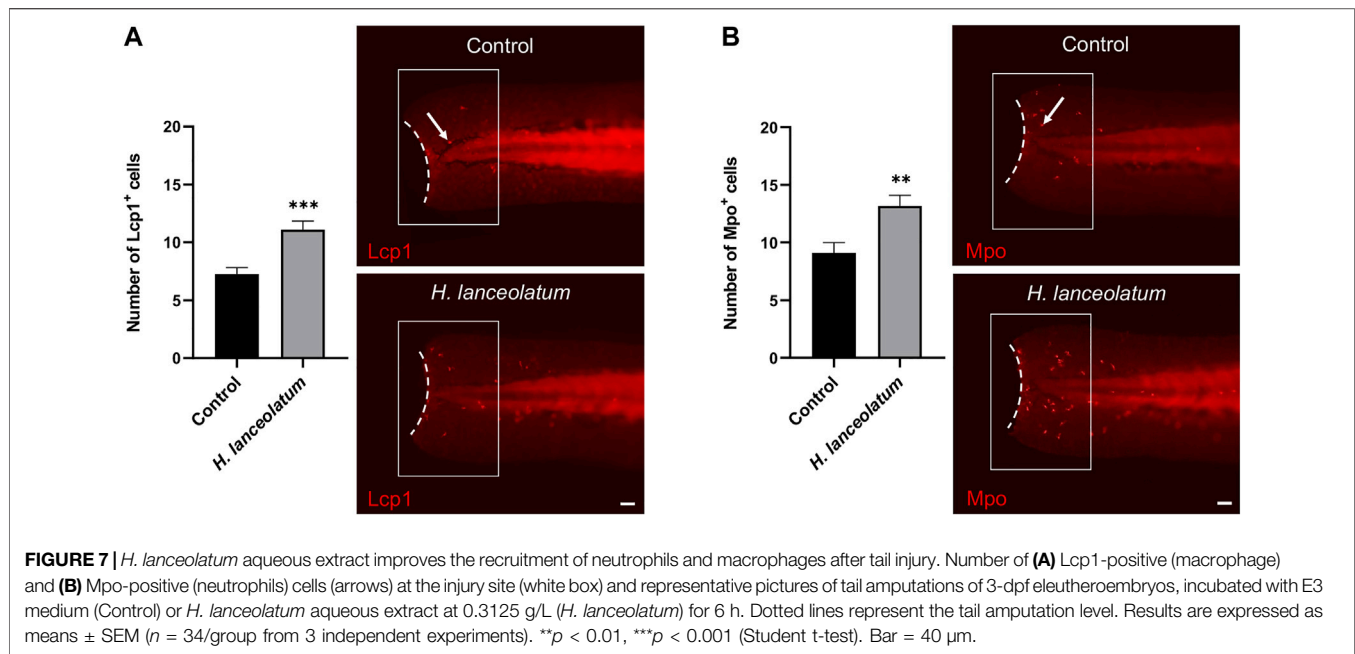 A
Number of Lcp1⁺ cells
20
15
10
5
0
***
Control
H. lanceolatum
Control
Lcp1
H. lanceolatum
Lcp1
B
Number of Mpo⁺ cells
20
15
10
5
0
**
Control
H. lanceolatum
Control
Mpo
H. lanceolatum
Mpo
FIGURE 7 | H. lanceolatum aqueous extract improves the recruitment of neutrophils and macrophages after tail injury. Number of (A) Lcp1-positive (macrophage)
and (B) Mpo-positive (neutrophils) cells (arrows) at the injury site (white box) and representative pictures of tail amputations of 3-dpf eleutheroembryos, incubated with E3
medium (Control) or H. lanceolatum aqueous extract at 0.3125 g/L (H. lanceolatum) for 6 h. Dotted lines represent the tail amputation level. Results are expressed as
means ± SEM (n = 34/group from 3 independent experiments). **p < 0.01, ***p < 0.001 (Student t-test). Bar = 40 µm.